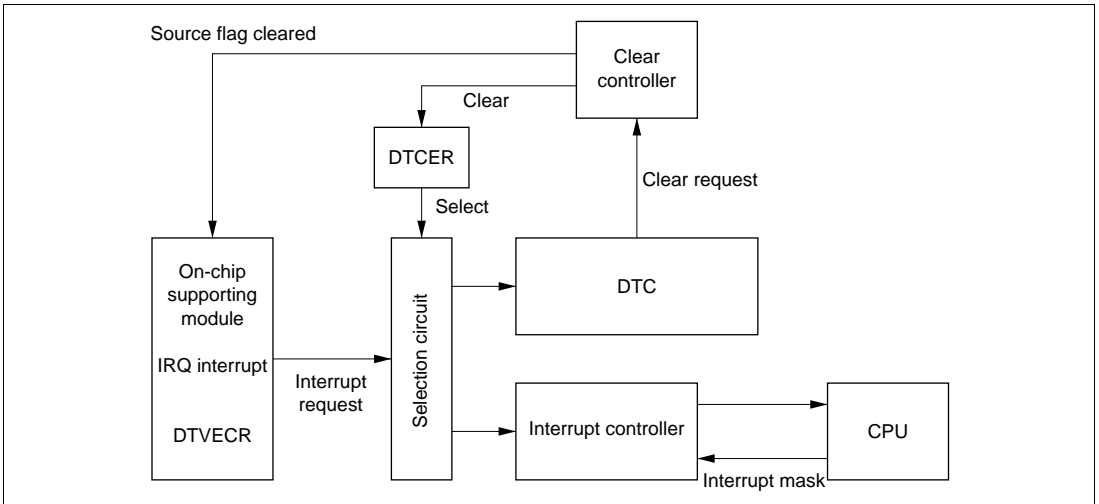 Source flag cleared
Clear
controller
Clear
DTCER
Clear request
Select
On-chip
supporting
module
IRQ interrupt
DTVECR
Interrupt
request
Selection circuit
DTC
Interrupt controller
CPU
Interrupt mask